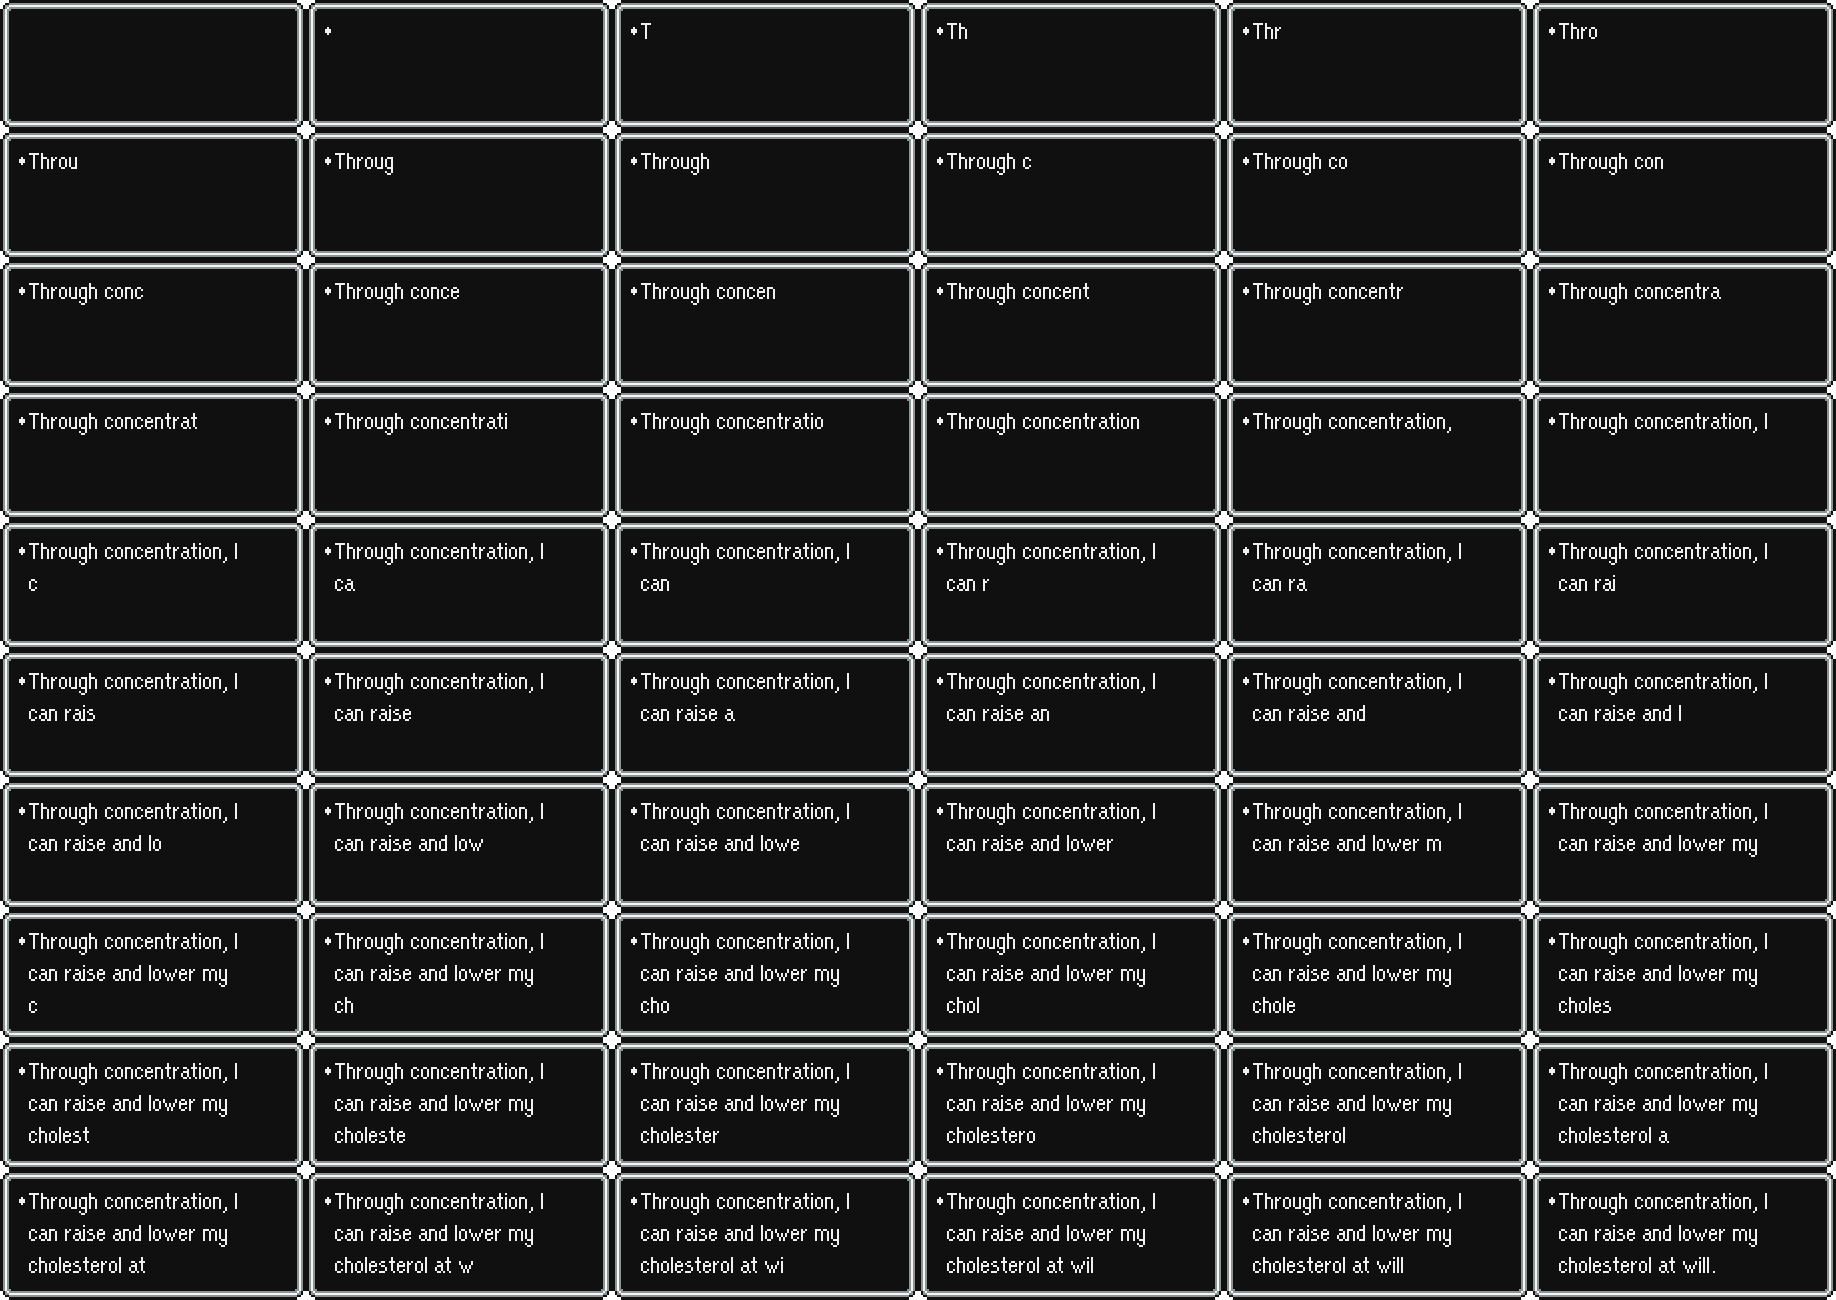 •
•T
•Th
•Thr
•Thro
•Throu
•Throug
•Through
•Through c
•Through co
•Through con
•Through conc
•Through conce
•Through concen
•Through concent
•Through concentr
•Through concentra
•Through concentrat
•Through concentrati
•Through concentratio
•Through concentration
•Through concentration,
•Through concentration, I
•Through concentration, I
c
•Through concentration, I
ca
•Through concentration, I
can
•Through concentration, I
can r
•Through concentration, I
can ra
•Through concentration, I
can rai
•Through concentration, I
can rais
•Through concentration, I
can raise
•Through concentration, I
can raise a
•Through concentration, I
can raise an
•Through concentration, I
can raise and
•Through concentration, I
can raise and l
•Through concentration, I
can raise and lo
•Through concentration, I
can raise and low
•Through concentration, I
can raise and lowe
•Through concentration, I
can raise and lower
•Through concentration, I
can raise and lower m
•Through concentration, I
can raise and lower my
•Through concentration, I
can raise and lower my
c
•Through concentration, I
can raise and lower my
ch
•Through concentration, I
can raise and lower my
cho
•Through concentration, I
can raise and lower my
chol
•Through concentration, I
can raise and lower my
chole
•Through concentration, I
can raise and lower my
choles
•Through concentration, I
can raise and lower my
cholest
•Through concentration, I
can raise and lower my
choleste
•Through concentration, I
can raise and lower my
cholester
•Through concentration, I
can raise and lower my
cholestero
•Through concentration, I
can raise and lower my
cholesterol
•Through concentration, I
can raise and lower my
cholesterol a
•Through concentration, I
can raise and lower my
cholesterol at
•Through concentration, I
can raise and lower my
cholesterol at w
•Through concentration, I
can raise and lower my
cholesterol at wi
•Through concentration, I
can raise and lower my
cholesterol at wil
•Through concentration, I
can raise and lower my
cholesterol at will
•Through concentration, I
can raise and lower my
cholesterol at will.